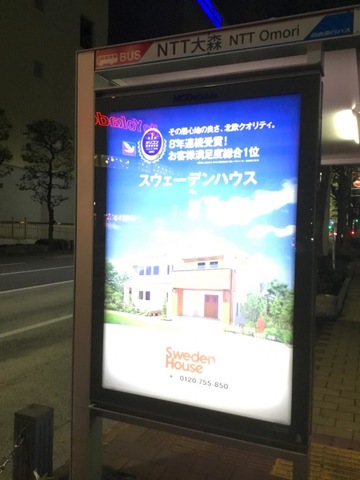 BUS
NTT大森 NTT Omori
その居心地の良さ、北欧クオリティ。
8年連続受賞!
お客様満足度総合1位
スウェーデンハウス
Sweden
House
0120-755-850